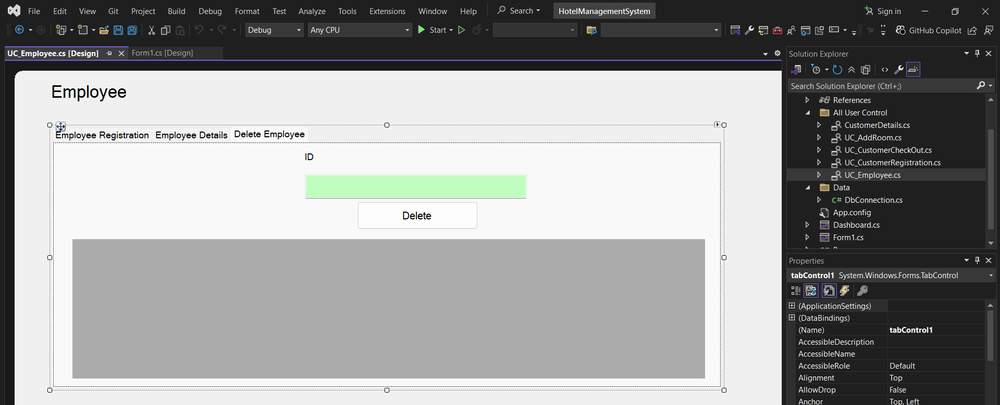 File Edit View Git Project Build Debug Format Test Analyze Tools Extensions Window Help Search HotelManagementSystem Sign in
Debug Any CPU Start GitHub Copilot
UC_Employee.cs [Design] Form1.cs [Design]
Employee
Employee Registration Employee Details Delete Employee
ID
Delete
Solution Explorer
Search Solution Explorer (Ctrl+;)
References
All User Control
CustomerDetails.cs
UC_AddRoom.cs
UC_CustomerCheckOut.cs
UC_CustomerRegistration.cs
UC_Employee.cs
Data
C# DbConnection.cs
App.config
Dashboard.cs
Form1.cs
Properties
tabControl1 System.Windows.Forms.TabControl
(ApplicationSettings)
(DataBindings)
(Name) tabControl1
AccessibleDescription
AccessibleName
AccessibleRole Default
Alignment Top
AllowDrop False
Anchor Top, Left